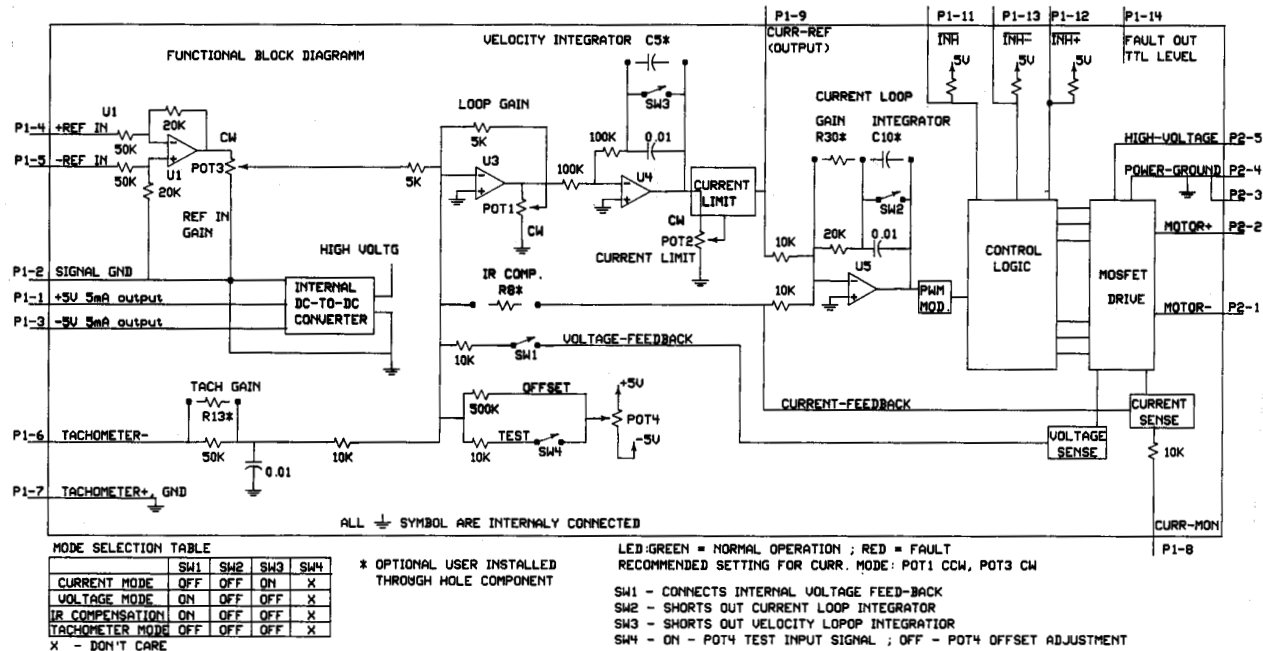 P1-9 P1-11 P1-13 P1-12 P1-14
CURR-REF
(OUTPUT)
INH INH- INH+
FAULT OUT
TTL LEVEL
5V 5V 5V
FUNCTIONAL BLOCK DIAGRAMM
VELOCITY INTEGRATOR C5*
SW3
LOOP GAIN
5K
100K 0.01
CURRENT LOOP
GAIN INTEGRATOR
R30* C10*
SW2
20K 0.01
U1
20K
CW
P1-4 +REF IN
50K
P1-5 -REF IN
50K
U1
20K
POT3
REF IN
GAIN
5K
U3
100K
U4
POT1
CW
CURRENT
LIMIT
CW
POT2
CURRENT LIMIT
10K
U5
PWM
MOD.
CONTROL
LOGIC
MOSFET
DRIVE
HIGH-VOLTAGE P2-5
POWER-GROUND P2-4
P2-3
MOTOR+ P2-2
MOTOR- P2-1
HIGH VOLTG
P1-2 SIGNAL GND
P1-1 +5V 5mA output
P1-3 -5V 5mA output
INTERNAL
DC-TO-DC
CONVERTER
IR COMP.
R8*
10K
10K
SW1
VOLTAGE-FEEDBACK
TACH GAIN
R13*
P1-6 TACHOMETER-
50K
0.01
10K
OFFSET
500K
TEST
10K
SW4
+5V
POT4
-5V
CURRENT-FEEDBACK
CURRENT
SENSE
VOLTAGE
SENSE
10K
P1-7 TACHOMETER+, GND
ALL SYMBOL ARE INTERNALY CONNECTED
CURR-MON
P1-8
MODE SELECTION TABLE
SW1 SW2 SW3 SW4
CURRENT MODE OFF OFF ON X
VOLTAGE MODE ON OFF OFF X
IR COMPENSATION ON OFF OFF X
TACHOMETER MODE OFF OFF OFF X
X - DON'T CARE
* OPTIONAL USER INSTALLED
THROUGH HOLE COMPONENT
LED:GREEN = NORMAL OPERATION ; RED = FAULT
RECOMMENDED SETTING FOR CURR. MODE: POT1 CCW, POT3 CW
SW1 - CONNECTS INTERNAL VOLTAGE FEED-BACK
SW2 - SHORTS OUT CURRENT LOOP INTEGRATOR
SW3 - SHORTS OUT VELOCITY LOPOP INTEGRATIOR
SW4 - ON - POT4 TEST INPUT SIGNAL ; OFF - POT4 OFFSET ADJUSTMENT